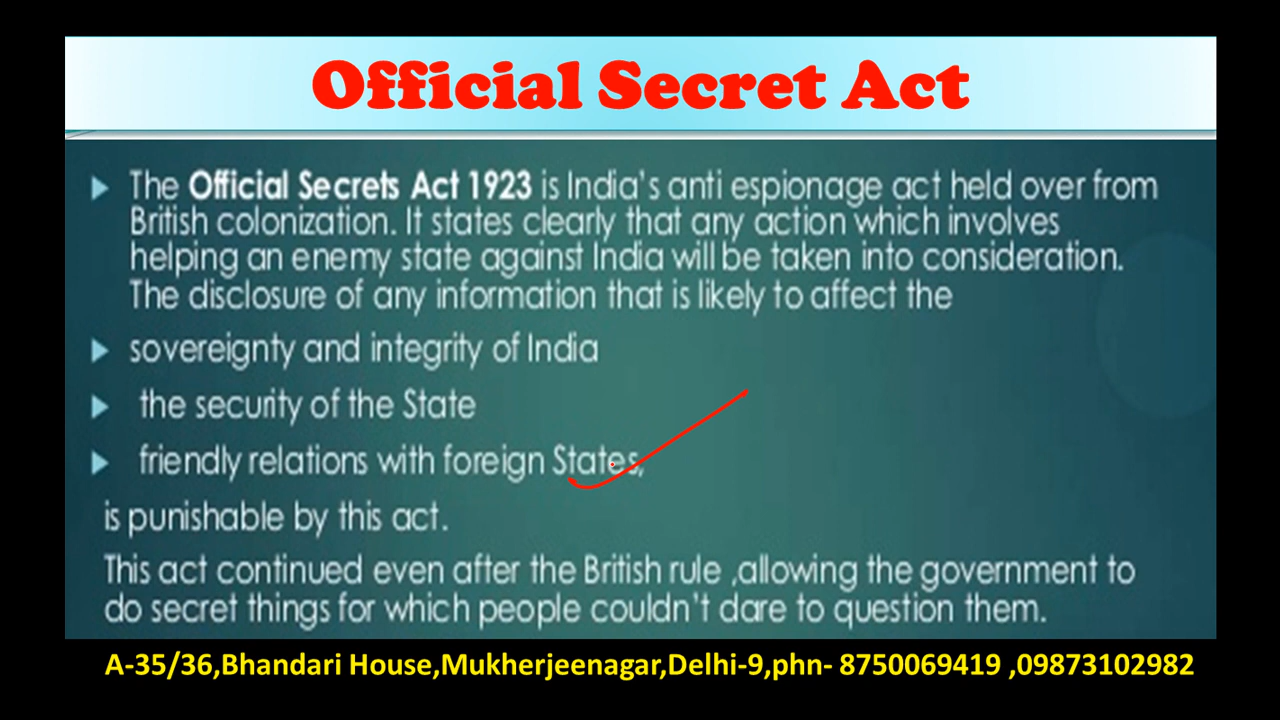 Official Secret Act
The Official Secrets Act 1923 is India's anti espionage act held over from
British colonization. It states clearly that any action which involves
helping an enemy state against India will be taken into consideration.
The disclosure of any information that is likely to affect the
sovereignty and integrity of India
the security of the State
friendly relations with foreign States,
is punishable by this act.
This act continued even after the British rule ,allowing the government to
do secret things for which people couldn't dare to question them.
A-35/36,Bhandari House,Mukherjeenagar,Delhi-9,phn- 8750069419 ,09873102982